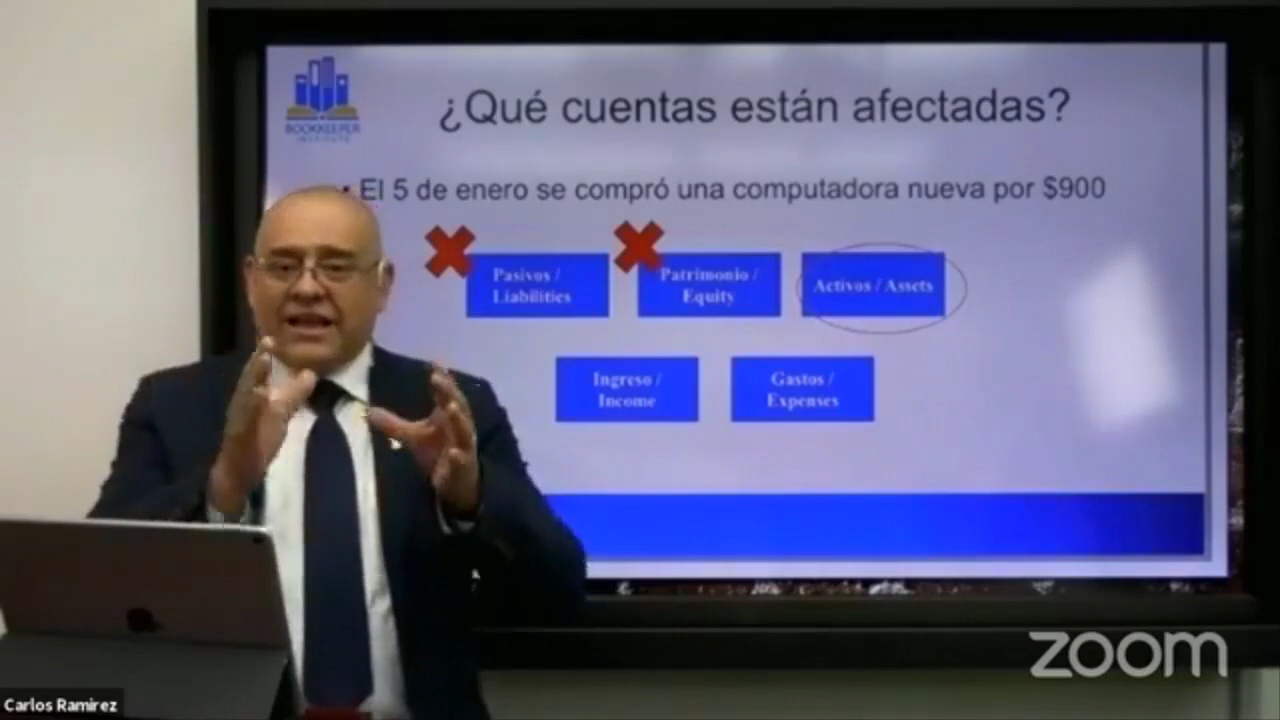 BOOKKEEPER
INSTITUTE
¿Qué cuentas están afectadas?
• El 5 de enero se compró una computadora nueva por $900
Pasivos /
Liabilities
Patrimonio /
Equity
Activos / Assets
Ingreso /
Income
Gastos /
Expenses
zoom
Carlos Ramirez